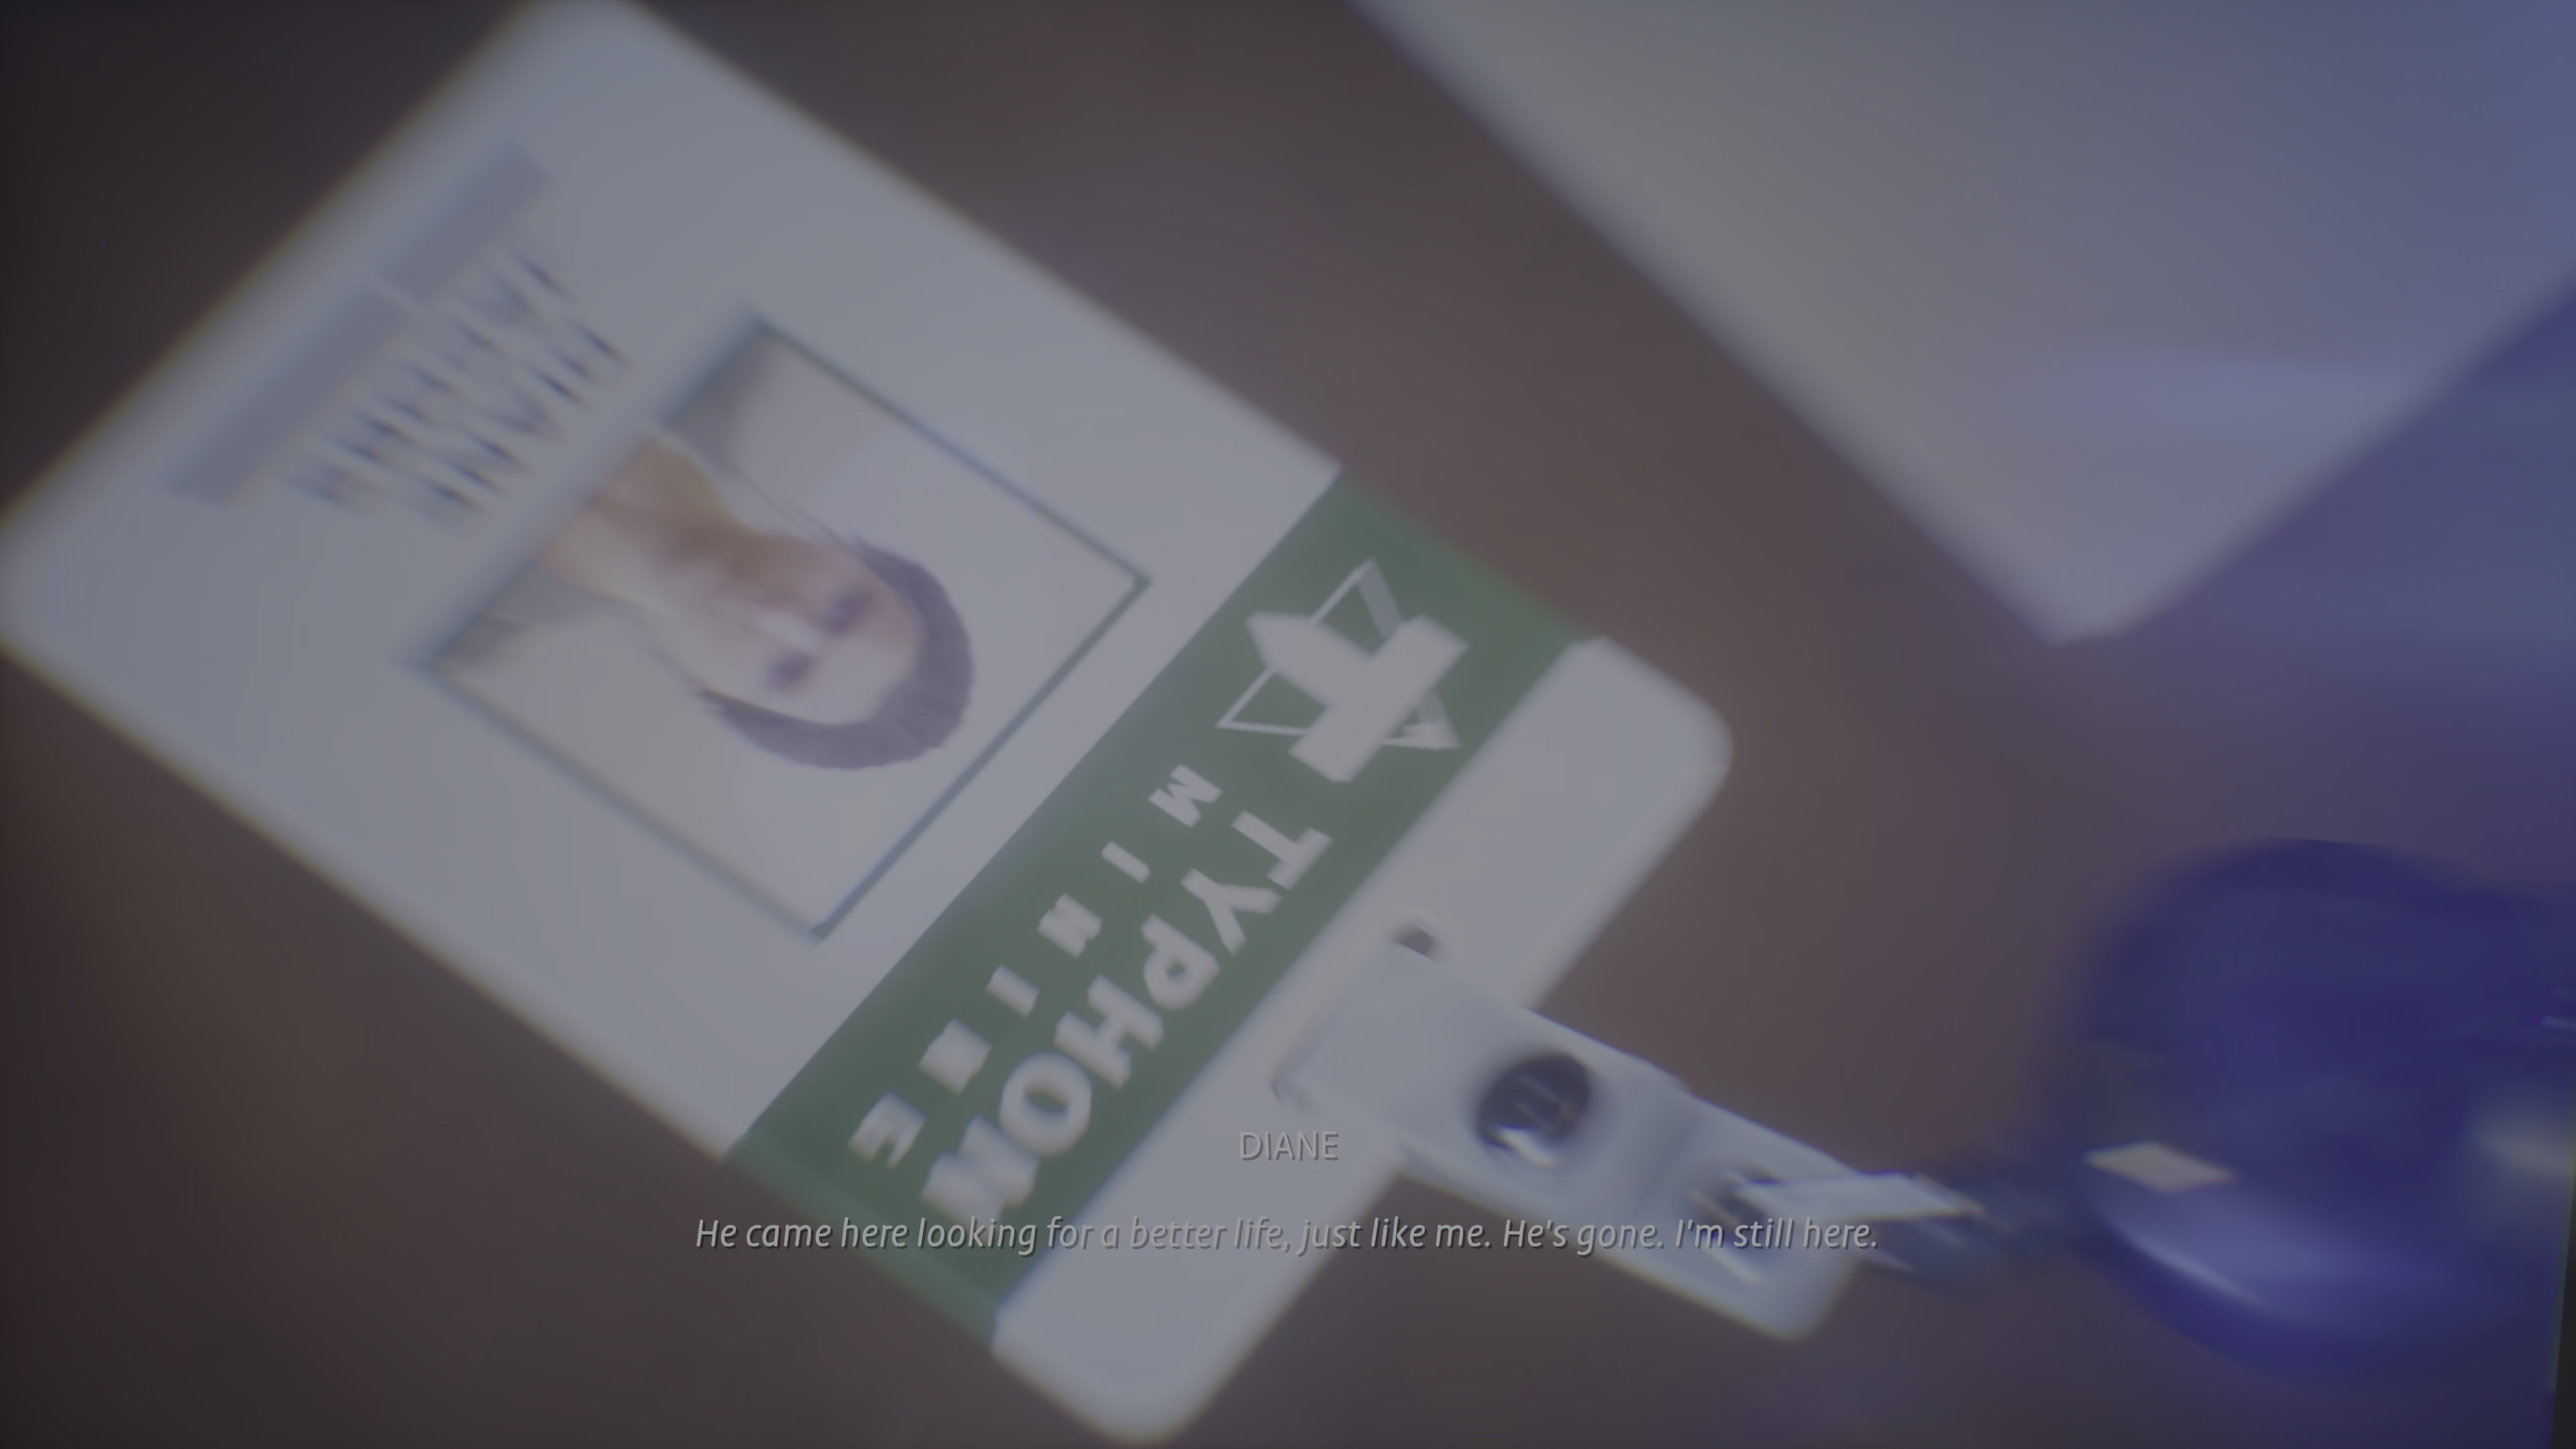 TYPHON
MINING
DIANE
He came here looking for a better life, just like me. He's gone. I'm still here.